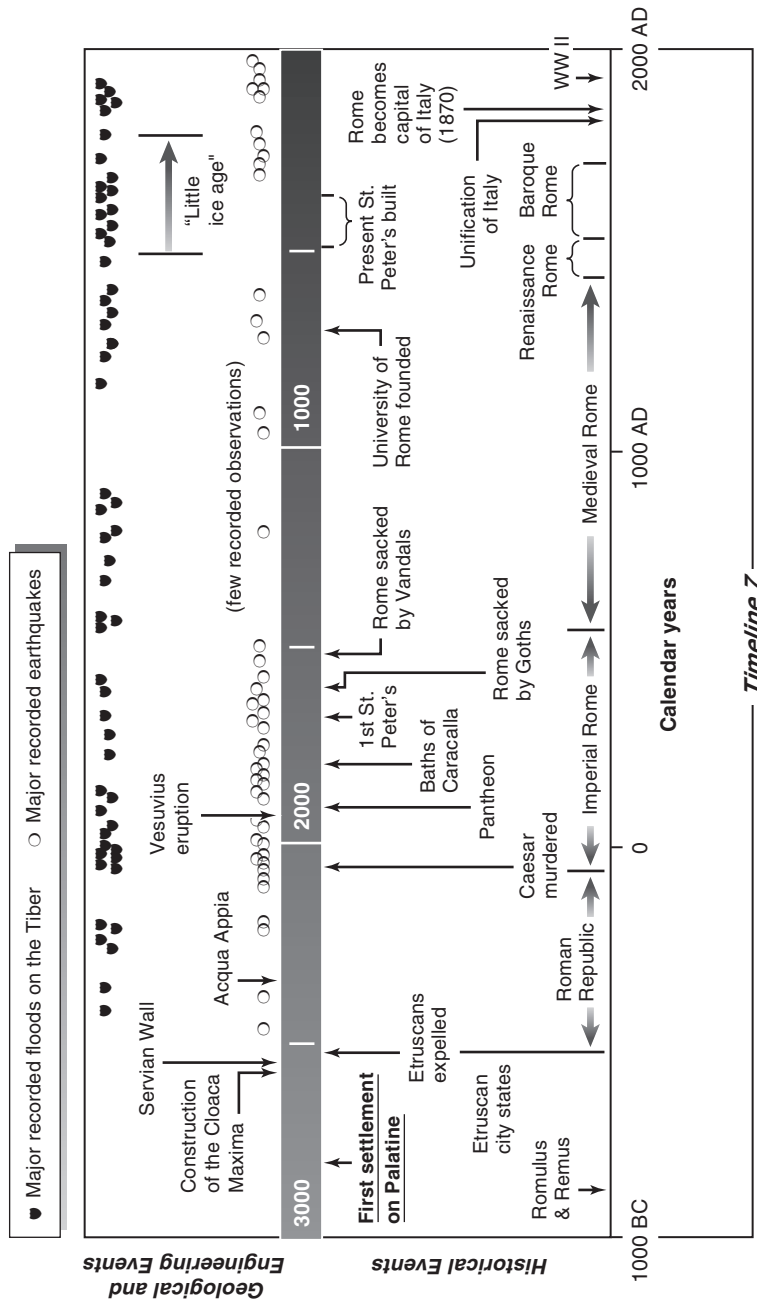 Major recorded floods on the Tiber
Major recorded earthquakes
Geological and
Engineering Events
Servian Wall
Construction
of the Cloaca
Maxima
Acqua Appia
Vesuvius
eruption
(few recorded observations)
"Little
ice age"
3000
2000
1000
Historical Events
First settlement
on Palatine
Romulus
& Remus
Etruscan
city states
Etruscans
expelled
Roman
Republic
Caesar
murdered
Pantheon
Baths of
Caracalla
1st St.
Peter's
Rome sacked
by Goths
Rome sacked
by Vandals
Imperial Rome
University of
Rome founded
Medieval Rome
Present St.
Peter's built
Renaissance
Rome
Baroque
Rome
Unification
of Italy
Rome
becomes
capital
of Italy
(1870)
WW II
1000 BC
0
1000 AD
2000 AD
Calendar years